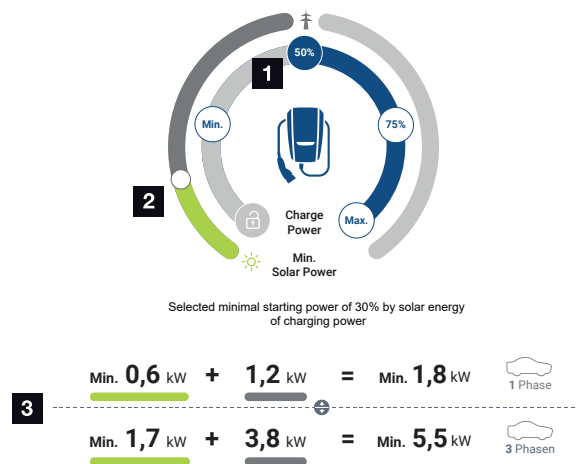 50%
1
Min.
75%
2
Charge
Power
Max.
Min.
Solar Power
Selected minimal starting power of 30% by solar energy
of charging power
Min. 0,6 kW + 1,2 kW = Min. 1,8 kW
1 Phase
3
Min. 1,7 kW + 3,8 kW = Min. 5,5 kW
3 Phasen